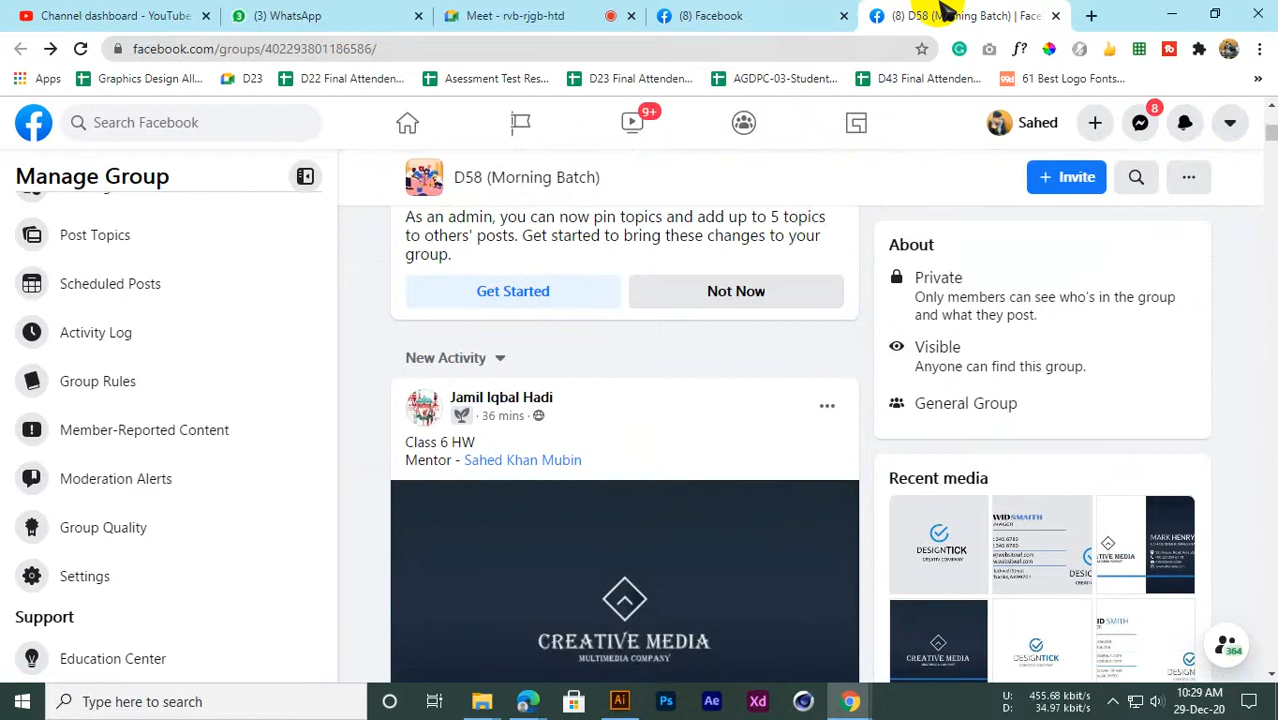 Channel dashboard - YouTube
(3) WhatsApp
Meet - rvb-rjgb-htd
(8) Facebook
(8) D58 (Morning Batch) | Face
facebook.com/groups/402293801186586/
Apps
Graphics Design All...
D23
D22 Final Attenden...
Asessment Test Res...
D23 Final Attenden...
AGDPC-03-Student...
D43 Final Attenden...
61 Best Logo Fonts...
Search Facebook
9+
Sahed
8
Manage Group
D58 (Morning Batch)
+ Invite
Post Topics
Scheduled Posts
Activity Log
Group Rules
Member-Reported Content
Moderation Alerts
Group Quality
Settings
Support
Education Center
As an admin, you can now pin topics and add up to 5 topics
to others' posts. Get started to bring these changes to your
group.
Get Started
Not Now
New Activity
Jamil Iqbal Hadi
36 mins
Class 6 HW
Mentor - Sahed Khan Mubin
CREATIVE MEDIA
MULTIMEDIA COMPANY
About
Private
Only members can see who's in the group
and what they post.
Visible
Anyone can find this group.
General Group
Recent media
DESIGNTICK
CREATIVE COMPANY
VID SMAITH
MARK HENRY
CREATIVE MEDIA
DESIGNTICK
364
Type here to search
U: 455.68 kbit/s
D: 34.97 kbit/s
10:29 AM
29-Dec-20